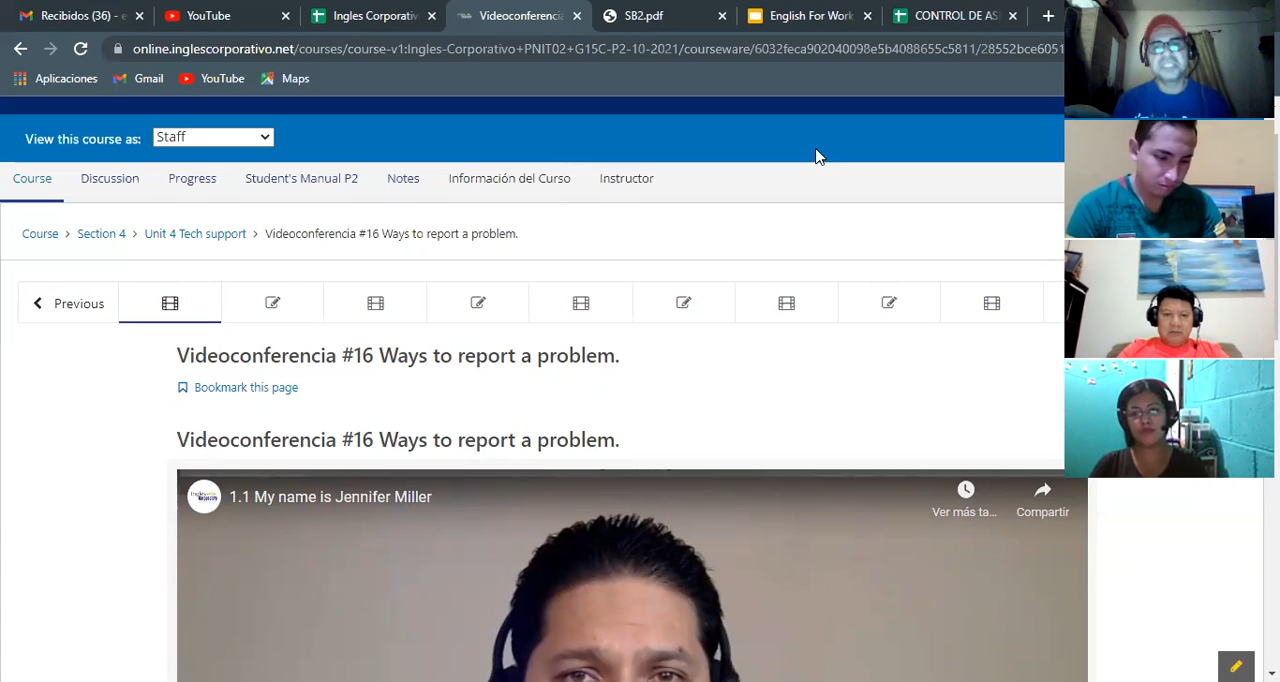 Recibidos (36) - e
YouTube
Ingles Corporativ
Videoconferencia
SB2.pdf
English For Work
CONTROL DE AS
online.inglescorporativo.net/courses/course-v1:Ingles-Corporativo+PNIT02+G15C-P2-10-2021/courseware/6032feca902040098e5b4088655c5811/28552bce6051
Aplicaciones
Gmail
YouTube
Maps
View this course as:
Staff
Course
Discussion
Progress
Student's Manual P2
Notes
Información del Curso
Instructor
Course > Section 4 > Unit 4 Tech support > Videoconferencia #16 Ways to report a problem.
Previous
Videoconferencia #16 Ways to report a problem.
Bookmark this page
Videoconferencia #16 Ways to report a problem.
1.1 My name is Jennifer Miller
Ver más ta...
Compartir